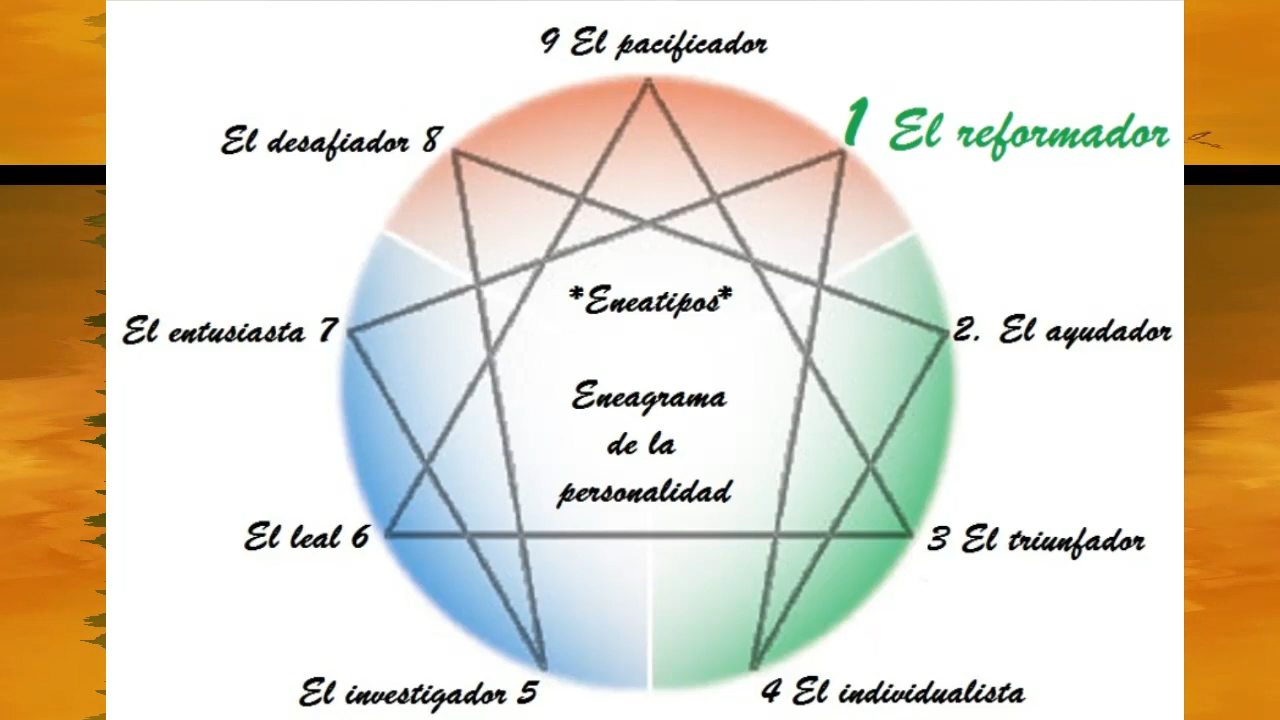 9 El pacificador
El desafiador 8
1 El reformador
*Eneatipos*
El entusiasta 7
2. El ayudador
Eneagrama
de la
personalidad
El leal 6
3 El triunfador
El investigador 5
4 El individualista